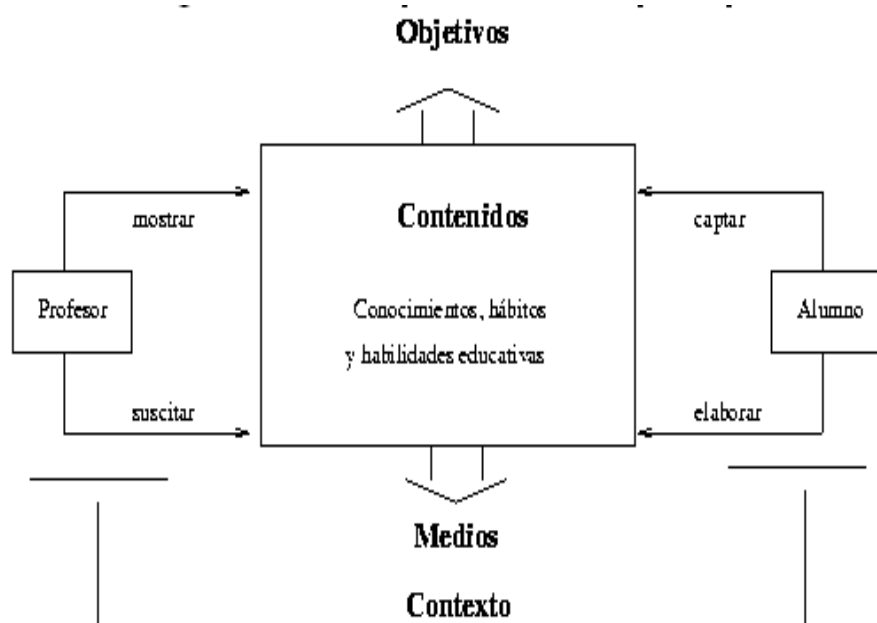 Objetivos
mostrar
Contenidos
captar
Profesor
Conocimientos, hábitos
y habilidades educativas
Alumno
suscitar
elaborar
Medios
Contexto